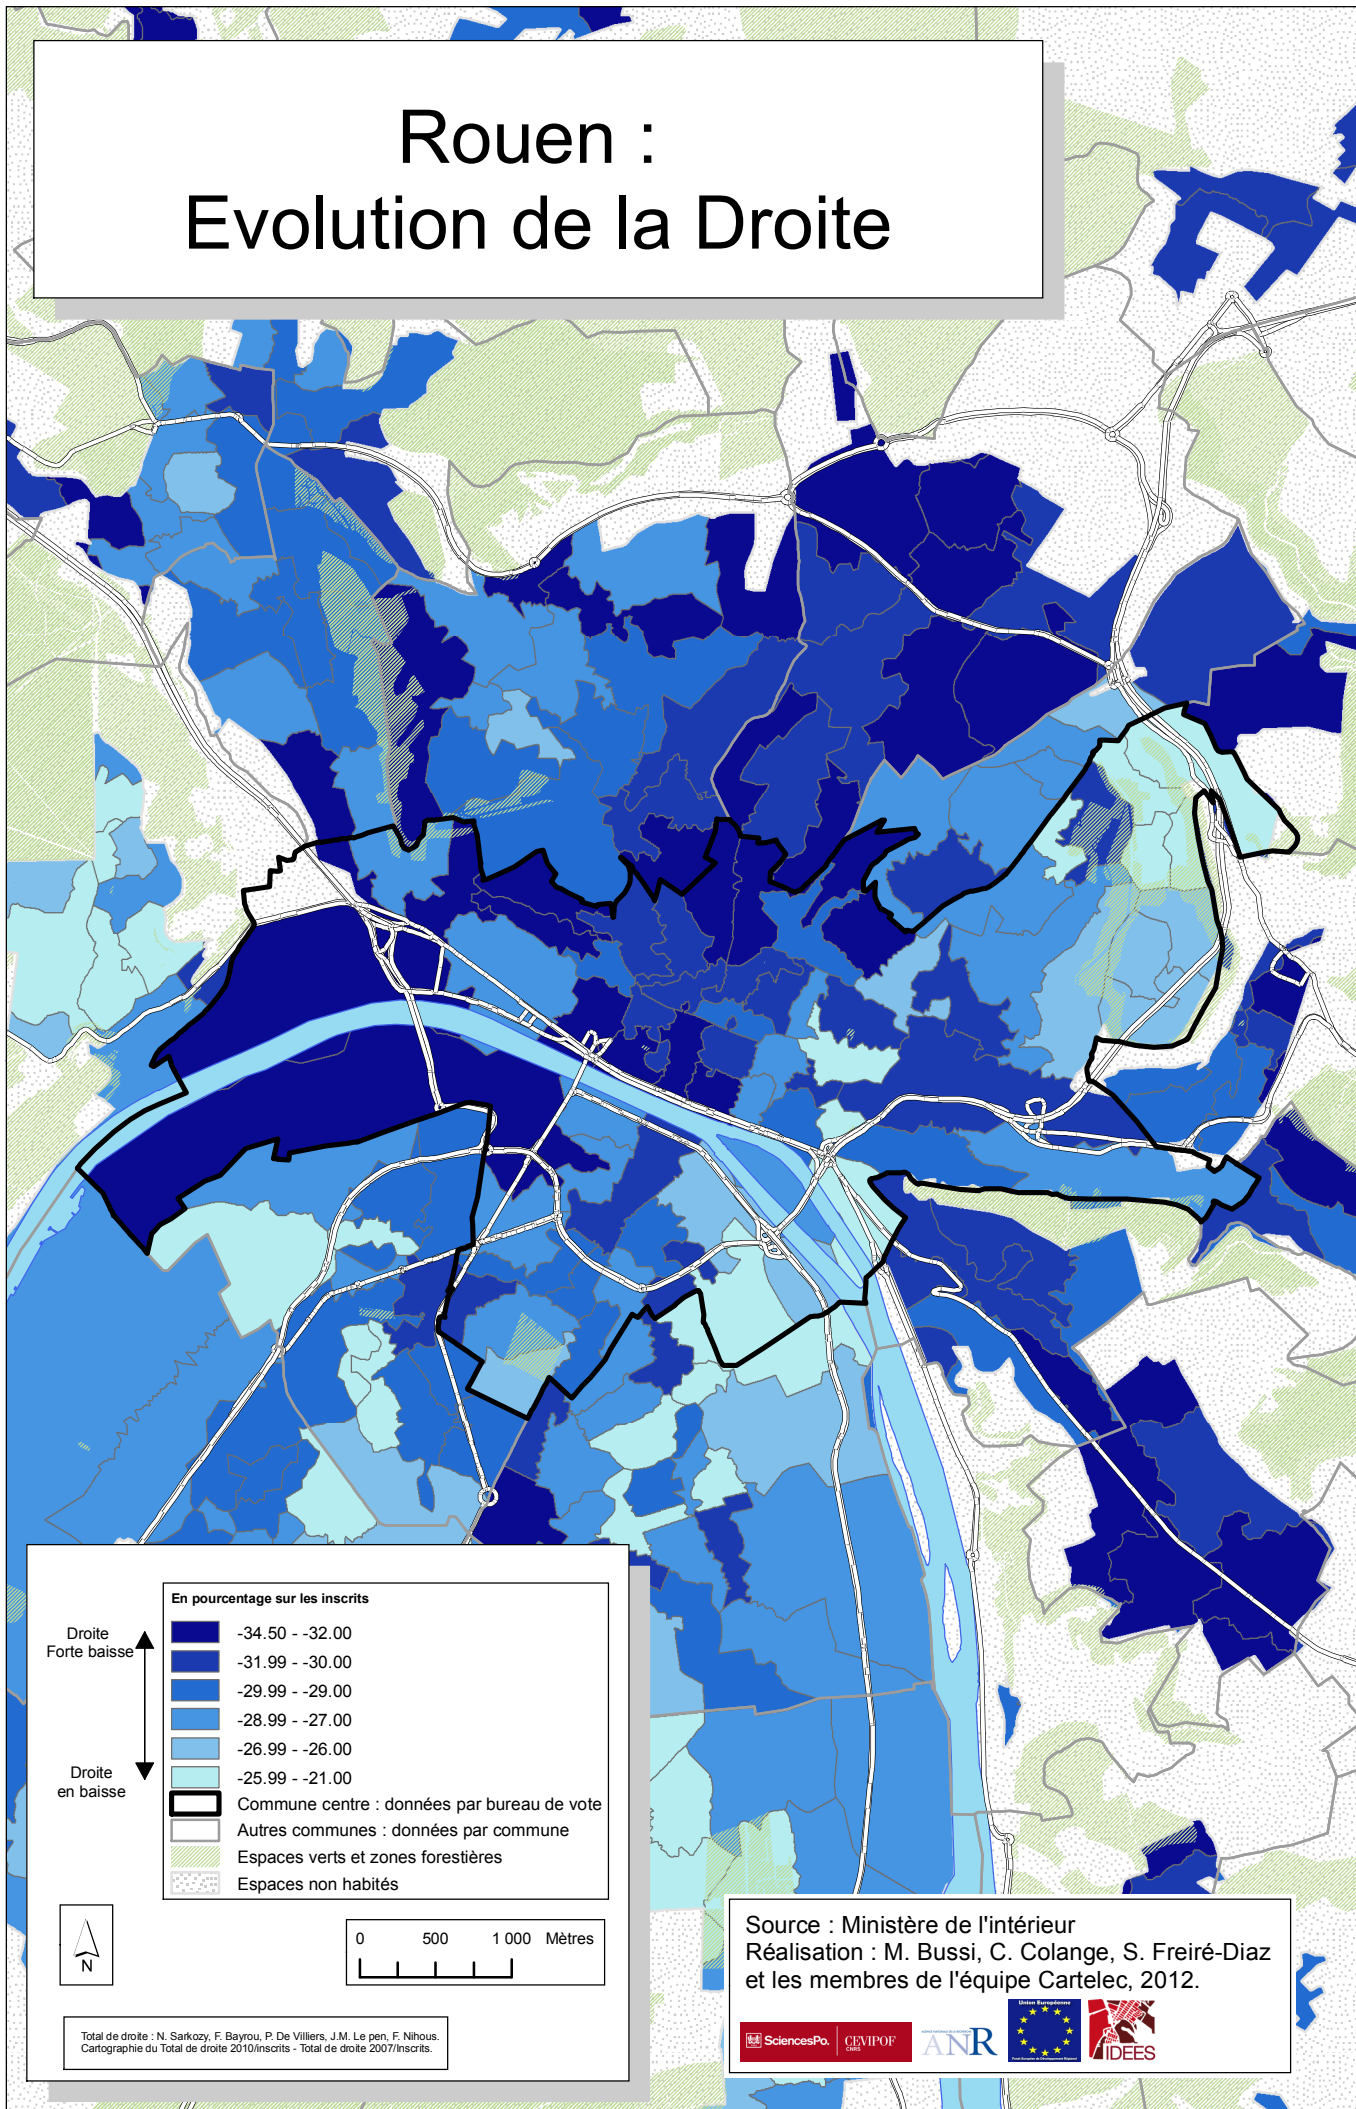 Rouen :
Evolution de la Droite
En pourcentage sur les inscrits
Droite
Forte baisse
Droite
en baisse
-34.50 - -32.00
-31.99 - -30.00
-29.99 - -29.00
-28.99 - -27.00
-26.99 - -26.00
-25.99 - -21.00
Commune centre : données par bureau de vote
Autres communes : données par commune
Espaces verts et zones forestières
Espaces non habités
N
0 500 1 000 Mètres
Total de droite : N. Sarkozy, F. Bayrou, P. De Villiers, J.M. Le pen, F. Nihous.
Cartographie du Total de droite 2010/inscrits - Total de droite 2007/Inscrits.
Source : Ministère de l'intérieur
Réalisation : M. Bussi, C. Colange, S. Freiré-Diaz
et les membres de l'équipe Cartelec, 2012.
SciencesPo.
CEVIPOF
CNRS
ANR
Union Européenne
IDEES